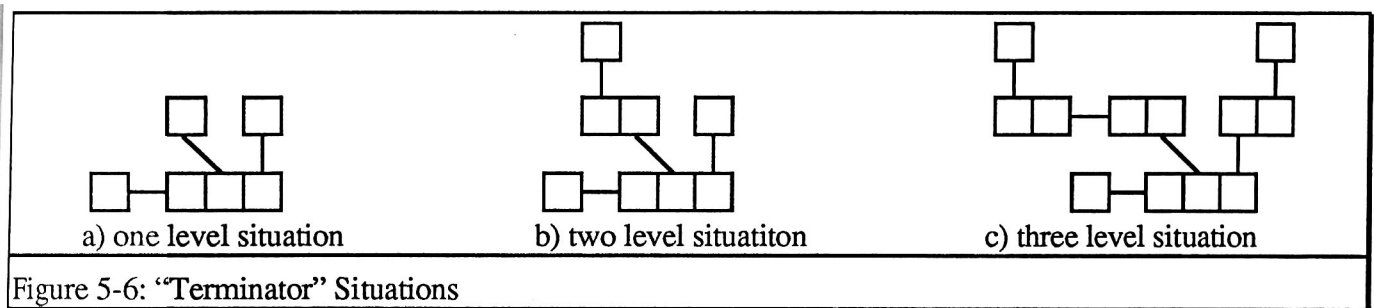 a) one level situation
b) two level situatiton
c) three level situation
Figure 5-6: “Terminator” Situations